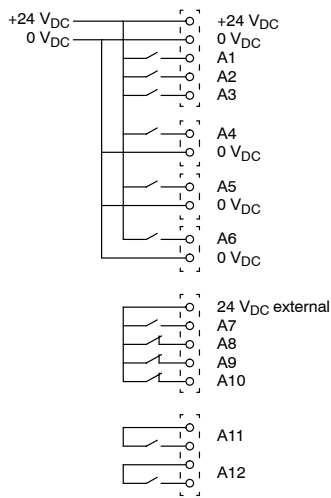 +24 VDC +24 VDC
0 VDC 0 VDC
A1
A2
A3
A4
0 VDC
A5
0 VDC
A6
0 VDC
24 VDC external
A7
A8
A9
A10
A11
A12